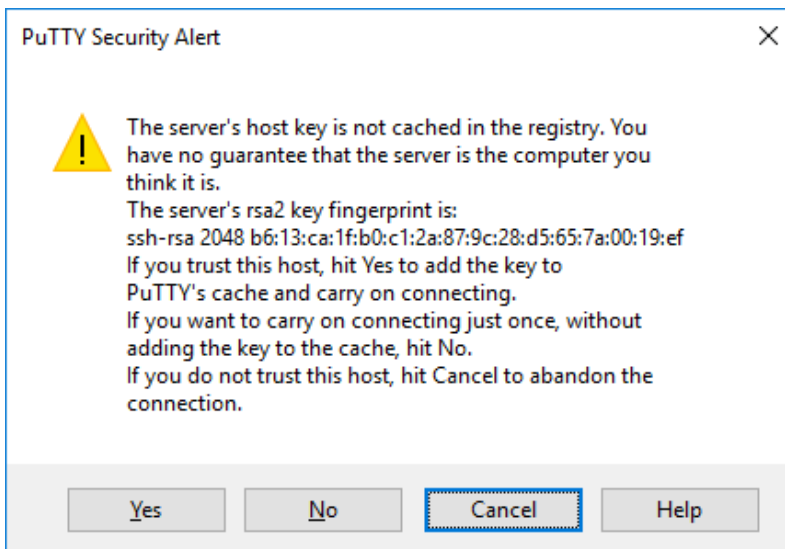 PuTTY Security Alert
The server's host key is not cached in the registry. You
have no guarantee that the server is the computer you
think it is.
The server's rsa2 key fingerprint is:
ssh-rsa 2048 b6:13:ca:1f:b0:c1:2a:87:9c:28:d5:65:7a:00:19:ef
If you trust this host, hit Yes to add the key to
PuTTY's cache and carry on connecting.
If you want to carry on connecting just once, without
adding the key to the cache, hit No.
If you do not trust this host, hit Cancel to abandon the
connection.
Yes No Cancel Help